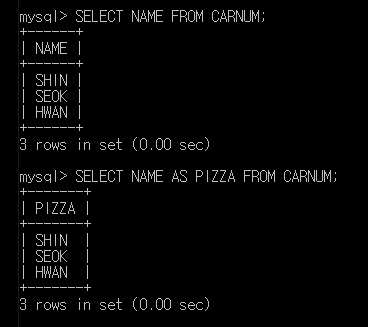 mysql> SELECT NAME FROM CARNUM;
+------+
| NAME |
+------+
| SHIN |
| SEOK |
| HWAN |
+------+
3 rows in set (0.00 sec)
mysql> SELECT NAME AS PIZZA FROM CARNUM;
+-------+
| PIZZA |
+-------+
| SHIN  |
| SEOK  |
| HWAN  |
+-------+
3 rows in set (0.00 sec)